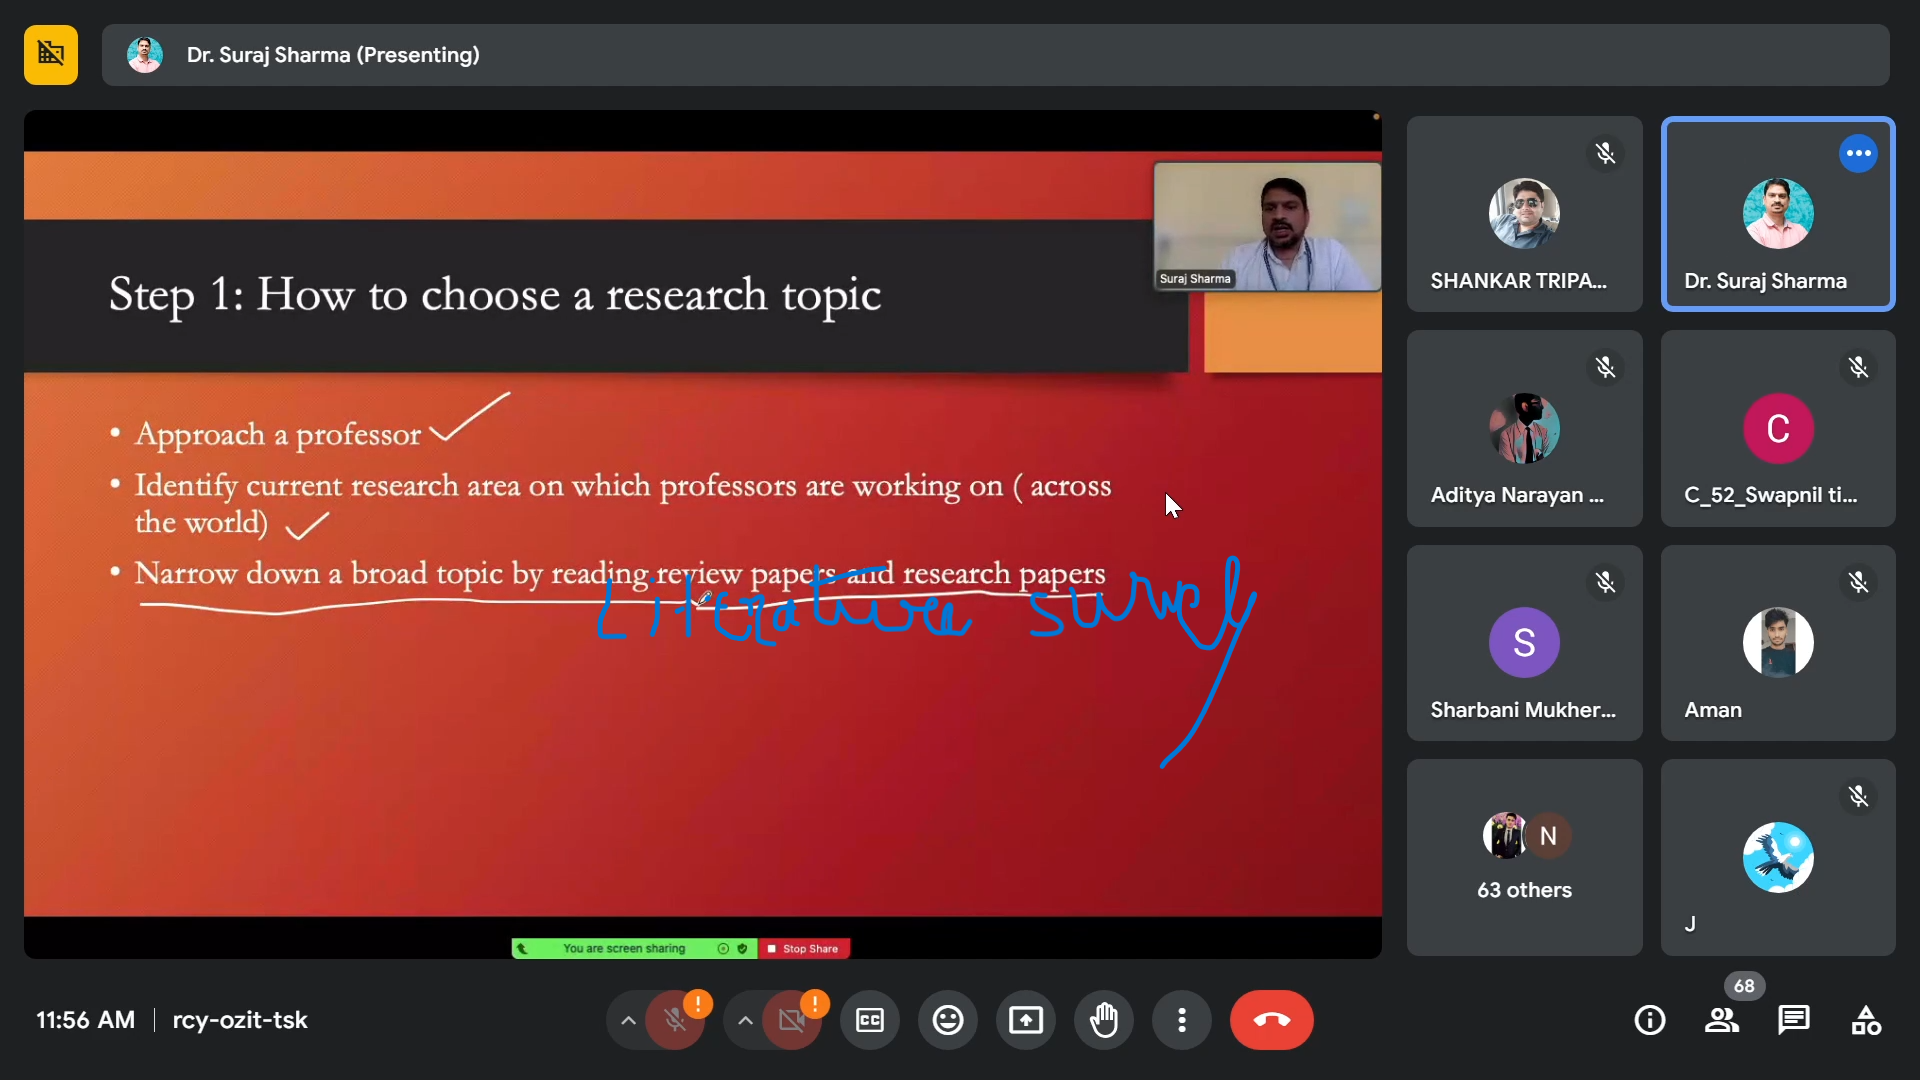 Dr. Suraj Sharma (Presenting)
Step 1: How to choose a research topic
Suraj Sharma
• Approach a professor
• Identify current research area on which professors are working on ( across
the world)
• Narrow down a broad topic by reading review papers and research papers
Literature survey
You are screen sharing
Stop Share
SHANKAR TRIPA...
Dr. Suraj Sharma
Aditya Narayan ...
C
C_52_Swapnil ti...
S
Sharbani Mukher...
Aman
N
63 others
J
11:56 AM
rcy-ozit-tsk
CC
68